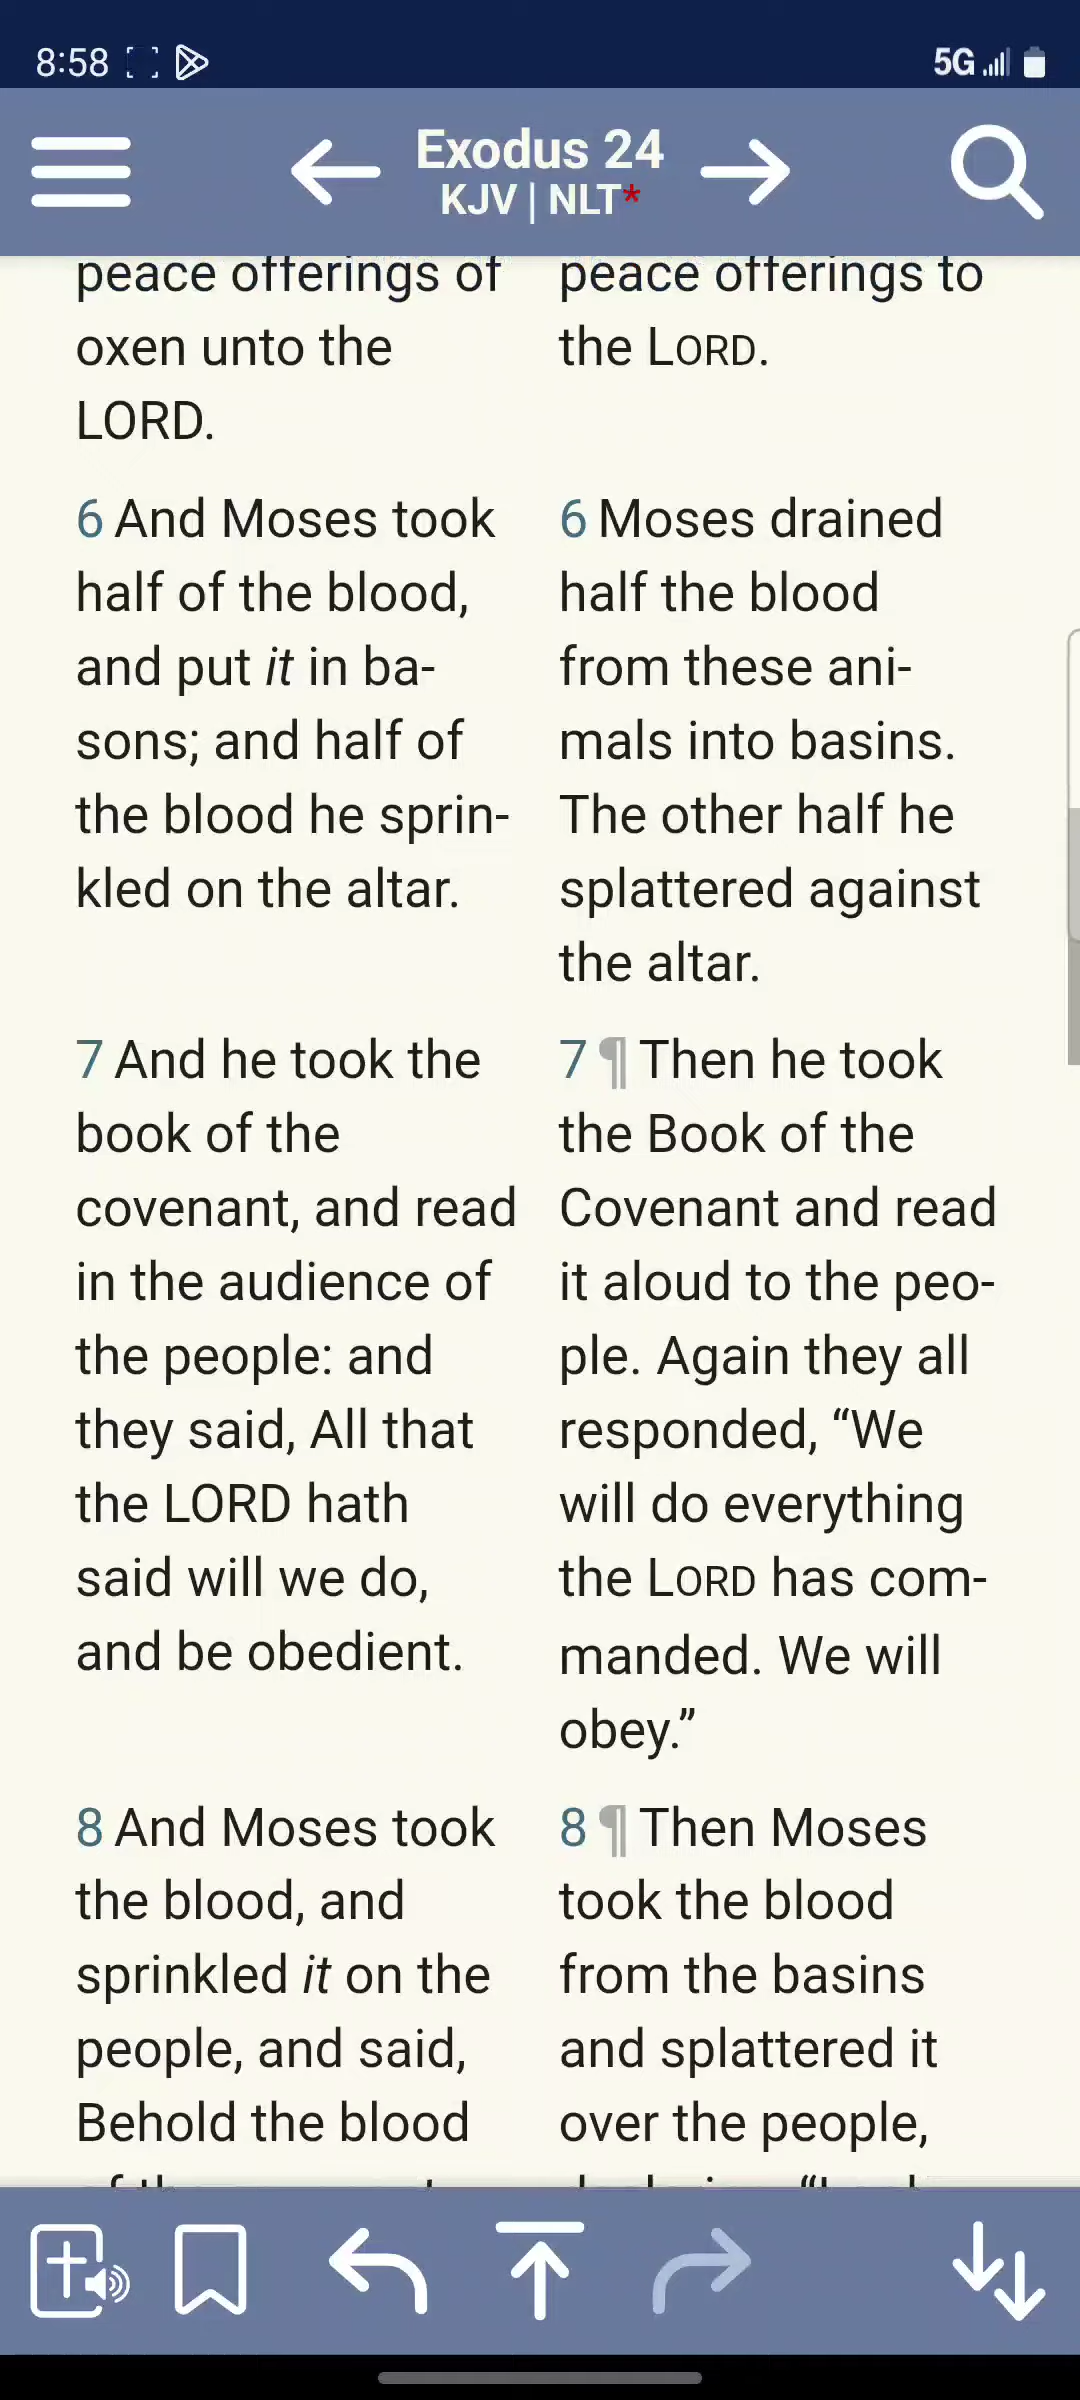 8:58
5G
Exodus 24
KJV | NLT*
peace offerings of
oxen unto the
LORD.
6 And Moses took
half of the blood,
and put it in ba-
sons; and half of
the blood he sprin-
kled on the altar.
7 And he took the
book of the
covenant, and read
in the audience of
the people: and
they said, All that
the LORD hath
said will we do,
and be obedient.
8 And Moses took
the blood, and
sprinkled it on the
people, and said,
Behold the blood
peace offerings to
the LORD.
6 Moses drained
half the blood
from these ani-
mals into basins.
The other half he
splattered against
the altar.
7 ¶ Then he took
the Book of the
Covenant and read
it aloud to the peo-
ple. Again they all
responded, “We
will do everything
the LORD has com-
manded. We will
obey.”
8 ¶ Then Moses
took the blood
from the basins
and splattered it
over the people,